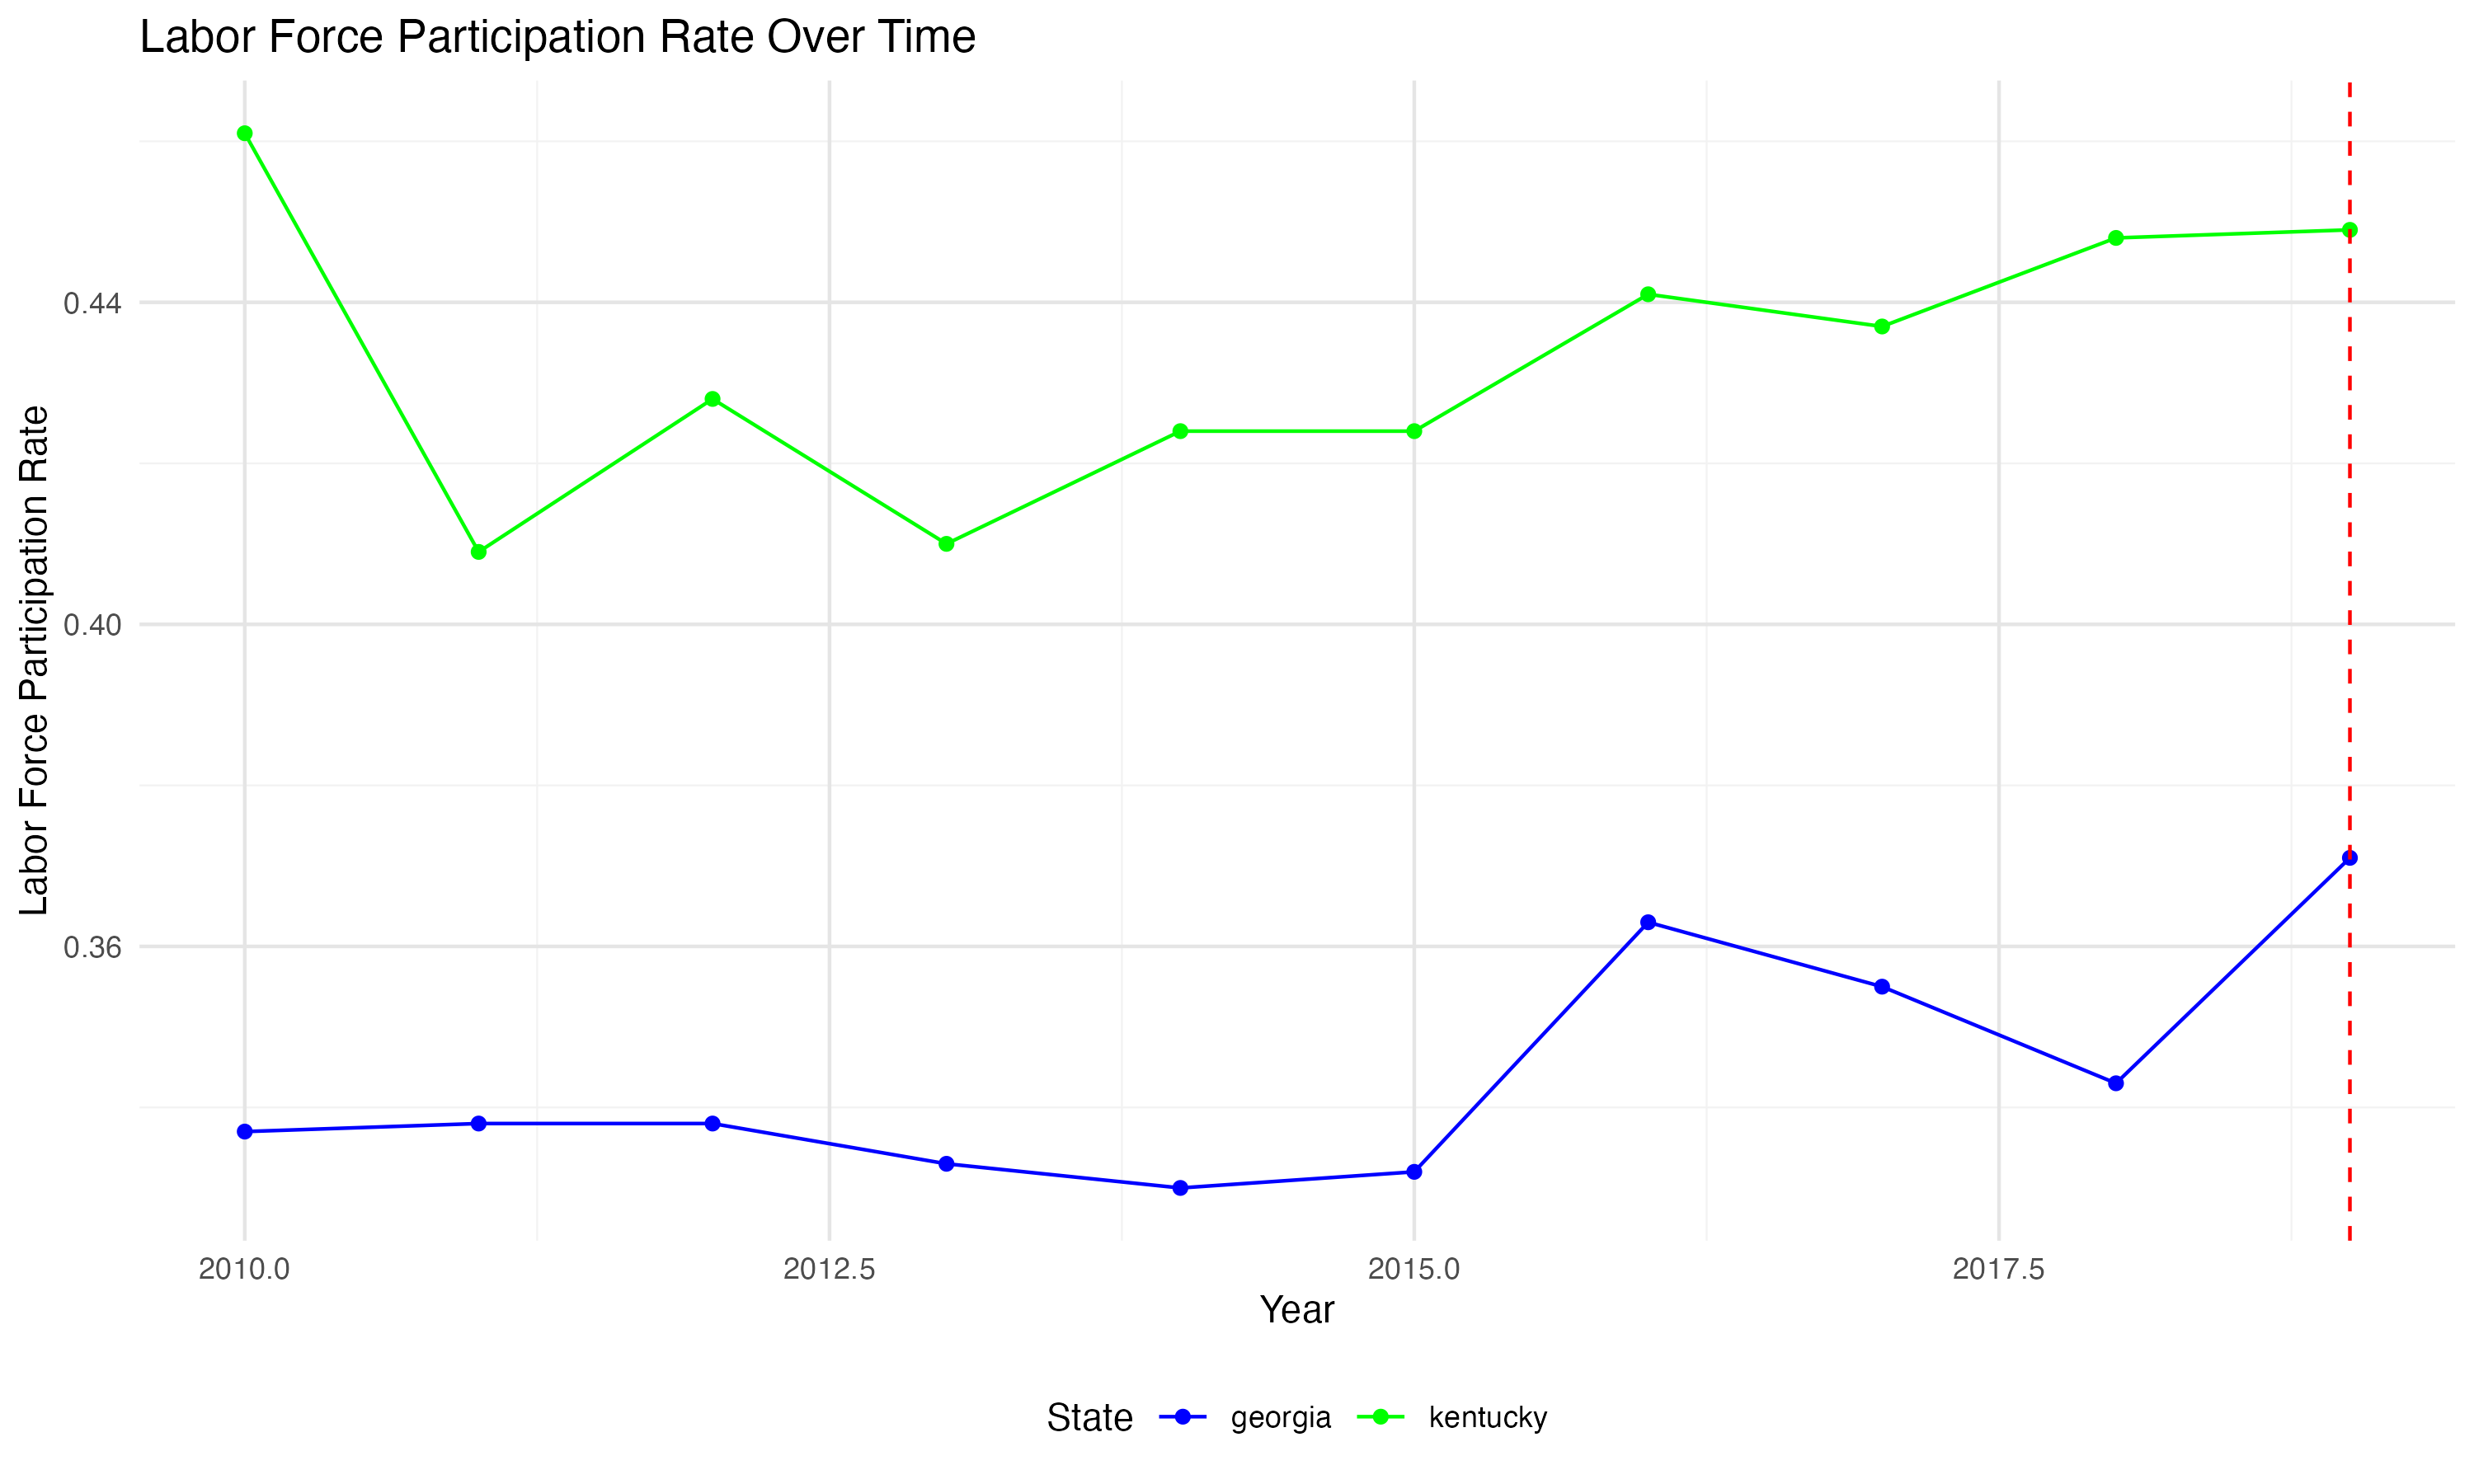 Labor Force Participation Rate Over Time
Labor Force Participation Rate
0.44
0.40
0.36
2010.0 2012.5 2015.0 2017.5
Year
State georgia kentucky